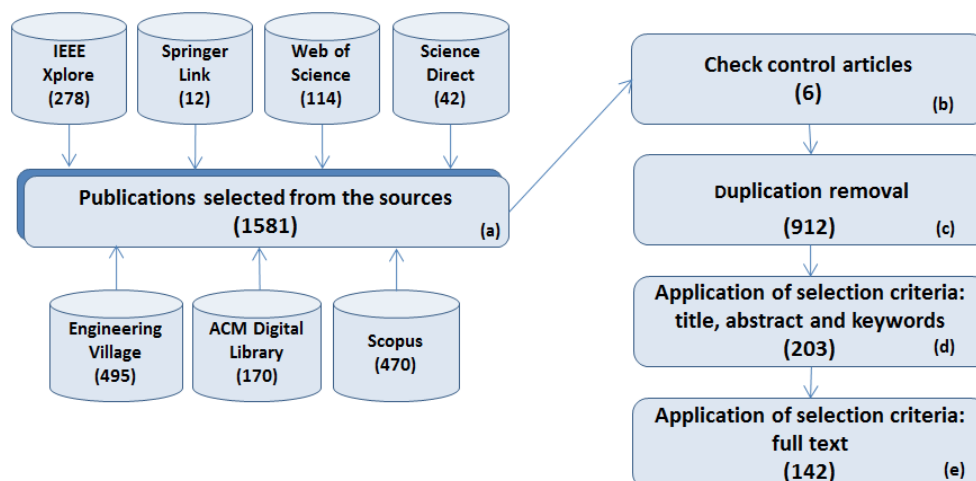 IEEE
Xplore
(278)
Springer
Link
(12)
Web of
Science
(114)
Science
Direct
(42)
Publications selected from the sources
(1581)
(a)
Engineering
Village
(495)
ACM Digital
Library
(170)
Scopus
(470)
Check control articles
(6)
(b)
Duplication removal
(912)
(c)
Application of selection criteria:
title, abstract and keywords
(203)
(d)
Application of selection criteria:
full text
(142)
(e)